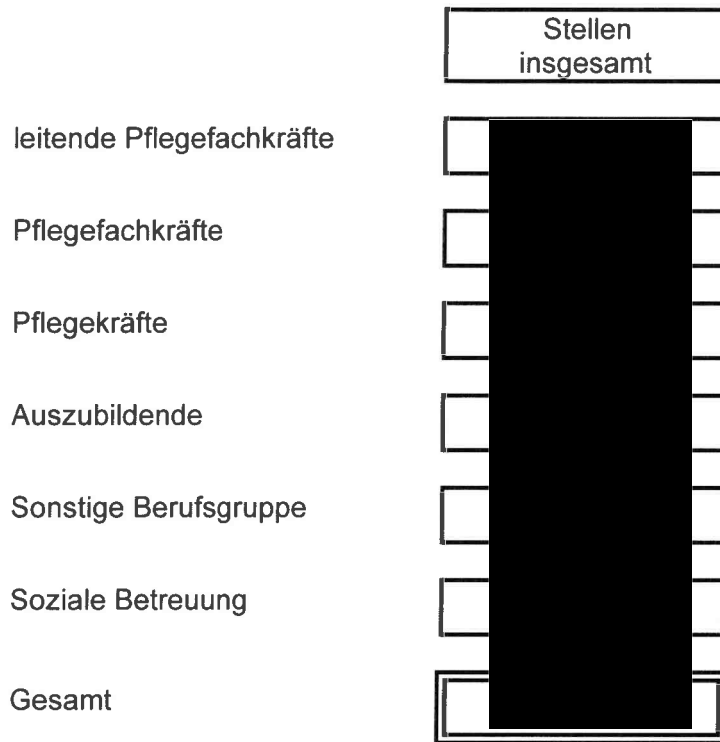 Stellen
insgesamt
leitende Pflegefachkräfte
Pflegefachkräfte
Pflegekräfte
Auszubildende
Sonstige Berufsgruppe
Soziale Betreuung
Gesamt